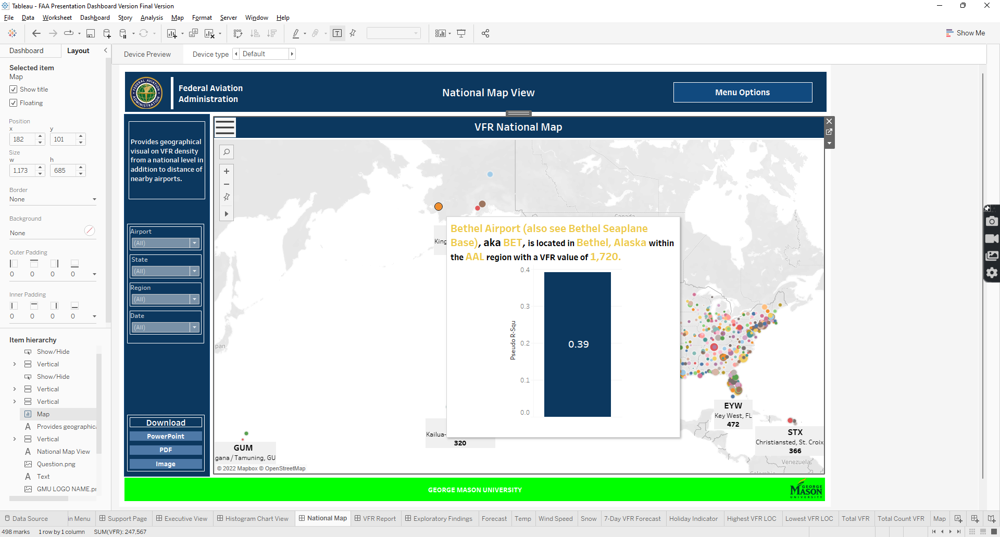 Tableau - FAA Presentation Dashboard Version Final Version
File Data Worksheet Dashboard Story Analysis Map Format Server Window Help
Show Me
Dashboard Layout
Device Preview Device type Default
Selected item
Map
Show title
Floating
Position
x y
182 101
Size
w h
1,173 685
Border
None
Background
None
Outer Padding
0 0 0 0
Inner Padding
0 0 0 0
Item hierarchy
Show/Hide
Vertical
Show/Hide
Vertical
Vertical
Map
Provides geographic
Vertical
National Map View
Question.png
Text
GMU LOGO NAME.pr
Federal Aviation
Administration
National Map View
Menu Options
VFR National Map
Provides geographical
visual on VFR density
from a national level in
addition to distance of
nearby airports.
Airport
(All)
State
(All)
Region
(All)
Date
(All)
Download
PowerPoint
PDF
Image
Canada
King
pan
Bethel Airport (also see Bethel Seaplane
Base), aka BET, is located in Bethel, Alaska within
the AAL region with a VFR value of 1,720.
0.4
0.3
0.2
0.1
0.0
Pseudo R-Squ
0.39
Kailua-
320
EYW
Key West, FL
472
STX
Christiansted, St. Croix
366
Venezuela
Colombia
GUM
gana / Tamuning, GU
© 2022 Mapbox © OpenStreetMap
GEORGE MASON UNIVERSITY
GEORGE
MASON
UNIVERSITY
Data Source in Menu Support Page Executive View Histogram Chart View National Map VFR Report Exploratory Findings Forecast Temp Wind Speed Snow 7-Day VFR Forecast Holiday Indicator Highest VFR LOC Lowest VFR LOC Total VFR Total Count VFR Map
498 marks 1 row by 1 column SUM(VFR): 247,567